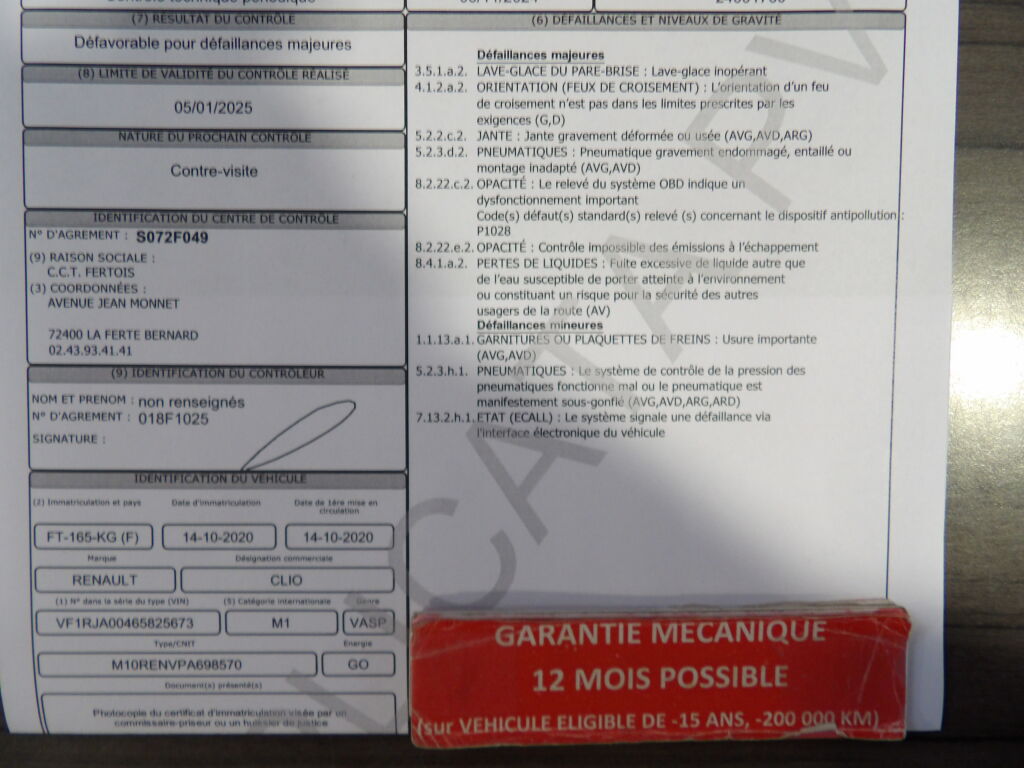 (7) RÉSULTAT DU CONTRÔLE
Défavorable pour défaillances majeures
(8) LIMITE DE VALIDITÉ DU CONTRÔLE RÉALISÉ
05/01/2025
NATURE DU PROCHAIN CONTRÔLE
Contre-visite
IDENTIFICATION DU CENTRE DE CONTRÔLE
N° D'AGREMENT : S072F049
(9) RAISON SOCIALE :
C.C.T. FERTOIS
(3) COORDONNÉES :
AVENUE JEAN MONNET
72400 LA FERTE BERNARD
02.43.93.41.41
(9) IDENTIFICATION DU CONTRÔLEUR
NOM ET PRENOM : non renseignés
N° D'AGREMENT : 018F1025
SIGNATURE :
IDENTIFICATION DU VÉHICULE
(2) Immatriculation et pays Date d'immatriculation Date de 1ère mise en circulation
FT-165-KG (F) 14-10-2020 14-10-2020
Marque Désignation commerciale
RENAULT CLIO
(1) N° dans la série du type (VIN) (5) Catégorie internationale Genre
VF1RJA00465825673 M1 VASP
Type/CNIT Energie
M10RENVPA698570 GO
Document(s) présenté(s)
Photocopie du certificat d'immatriculation visée par un
commissaire-priseur ou un huissier de justice
(6) DÉFAILLANCES ET NIVEAUX DE GRAVITÉ
Défaillances majeures
3.5.1.a.2. LAVE-GLACE DU PARE-BRISE : Lave-glace inopérant
4.1.2.a.2. ORIENTATION (FEUX DE CROISEMENT) : L'orientation d'un feu
de croisement n'est pas dans les limites prescrites par les
exigences (G,D)
5.2.2.c.2. JANTE : Jante gravement déformée ou usée (AVG,AVD,ARG)
5.2.3.d.2. PNEUMATIQUES : Pneumatique gravement endommagé, entaillé ou
montage inadapté (AVG,AVD)
8.2.22.c.2. OPACITÉ : Le relevé du système OBD indique un
dysfonctionnement important
Code(s) défaut(s) standard(s) relevé (s) concernant le dispositif antipollution :
P1028
8.2.22.e.2. OPACITÉ : Contrôle impossible des émissions à l'échappement
8.4.1.a.2. PERTES DE LIQUIDES : Fuite excessive de liquide autre que
de l'eau susceptible de porter atteinte à l'environnement
ou constituant un risque pour la sécurité des autres
usagers de la route (AV)
Défaillances mineures
1.1.13.a.1. GARNITURES OU PLAQUETTES DE FREINS : Usure importante
(AVG,AVD)
5.2.3.h.1. PNEUMATIQUES : Le système de contrôle de la pression des
pneumatiques fonctionne mal ou le pneumatique est
manifestement sous-gonflé (AVG,AVD,ARG,ARD)
7.13.2.h.1. ETAT (ECALL) : Le système signale une défaillance via
l'interface électronique du véhicule
GARANTIE MECANIQUE
12 MOIS POSSIBLE
(sur VEHICULE ELIGIBLE DE -15 ANS, -200 000 KM)